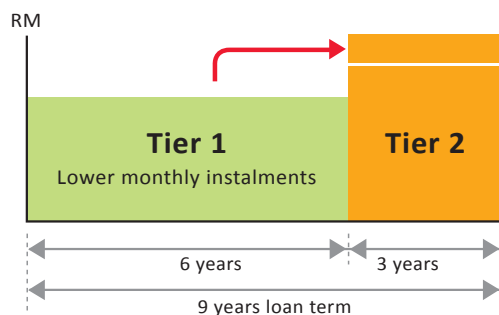 RM
Tier 1
Lower monthly instalments
Tier 2
6 years
3 years
9 years loan term